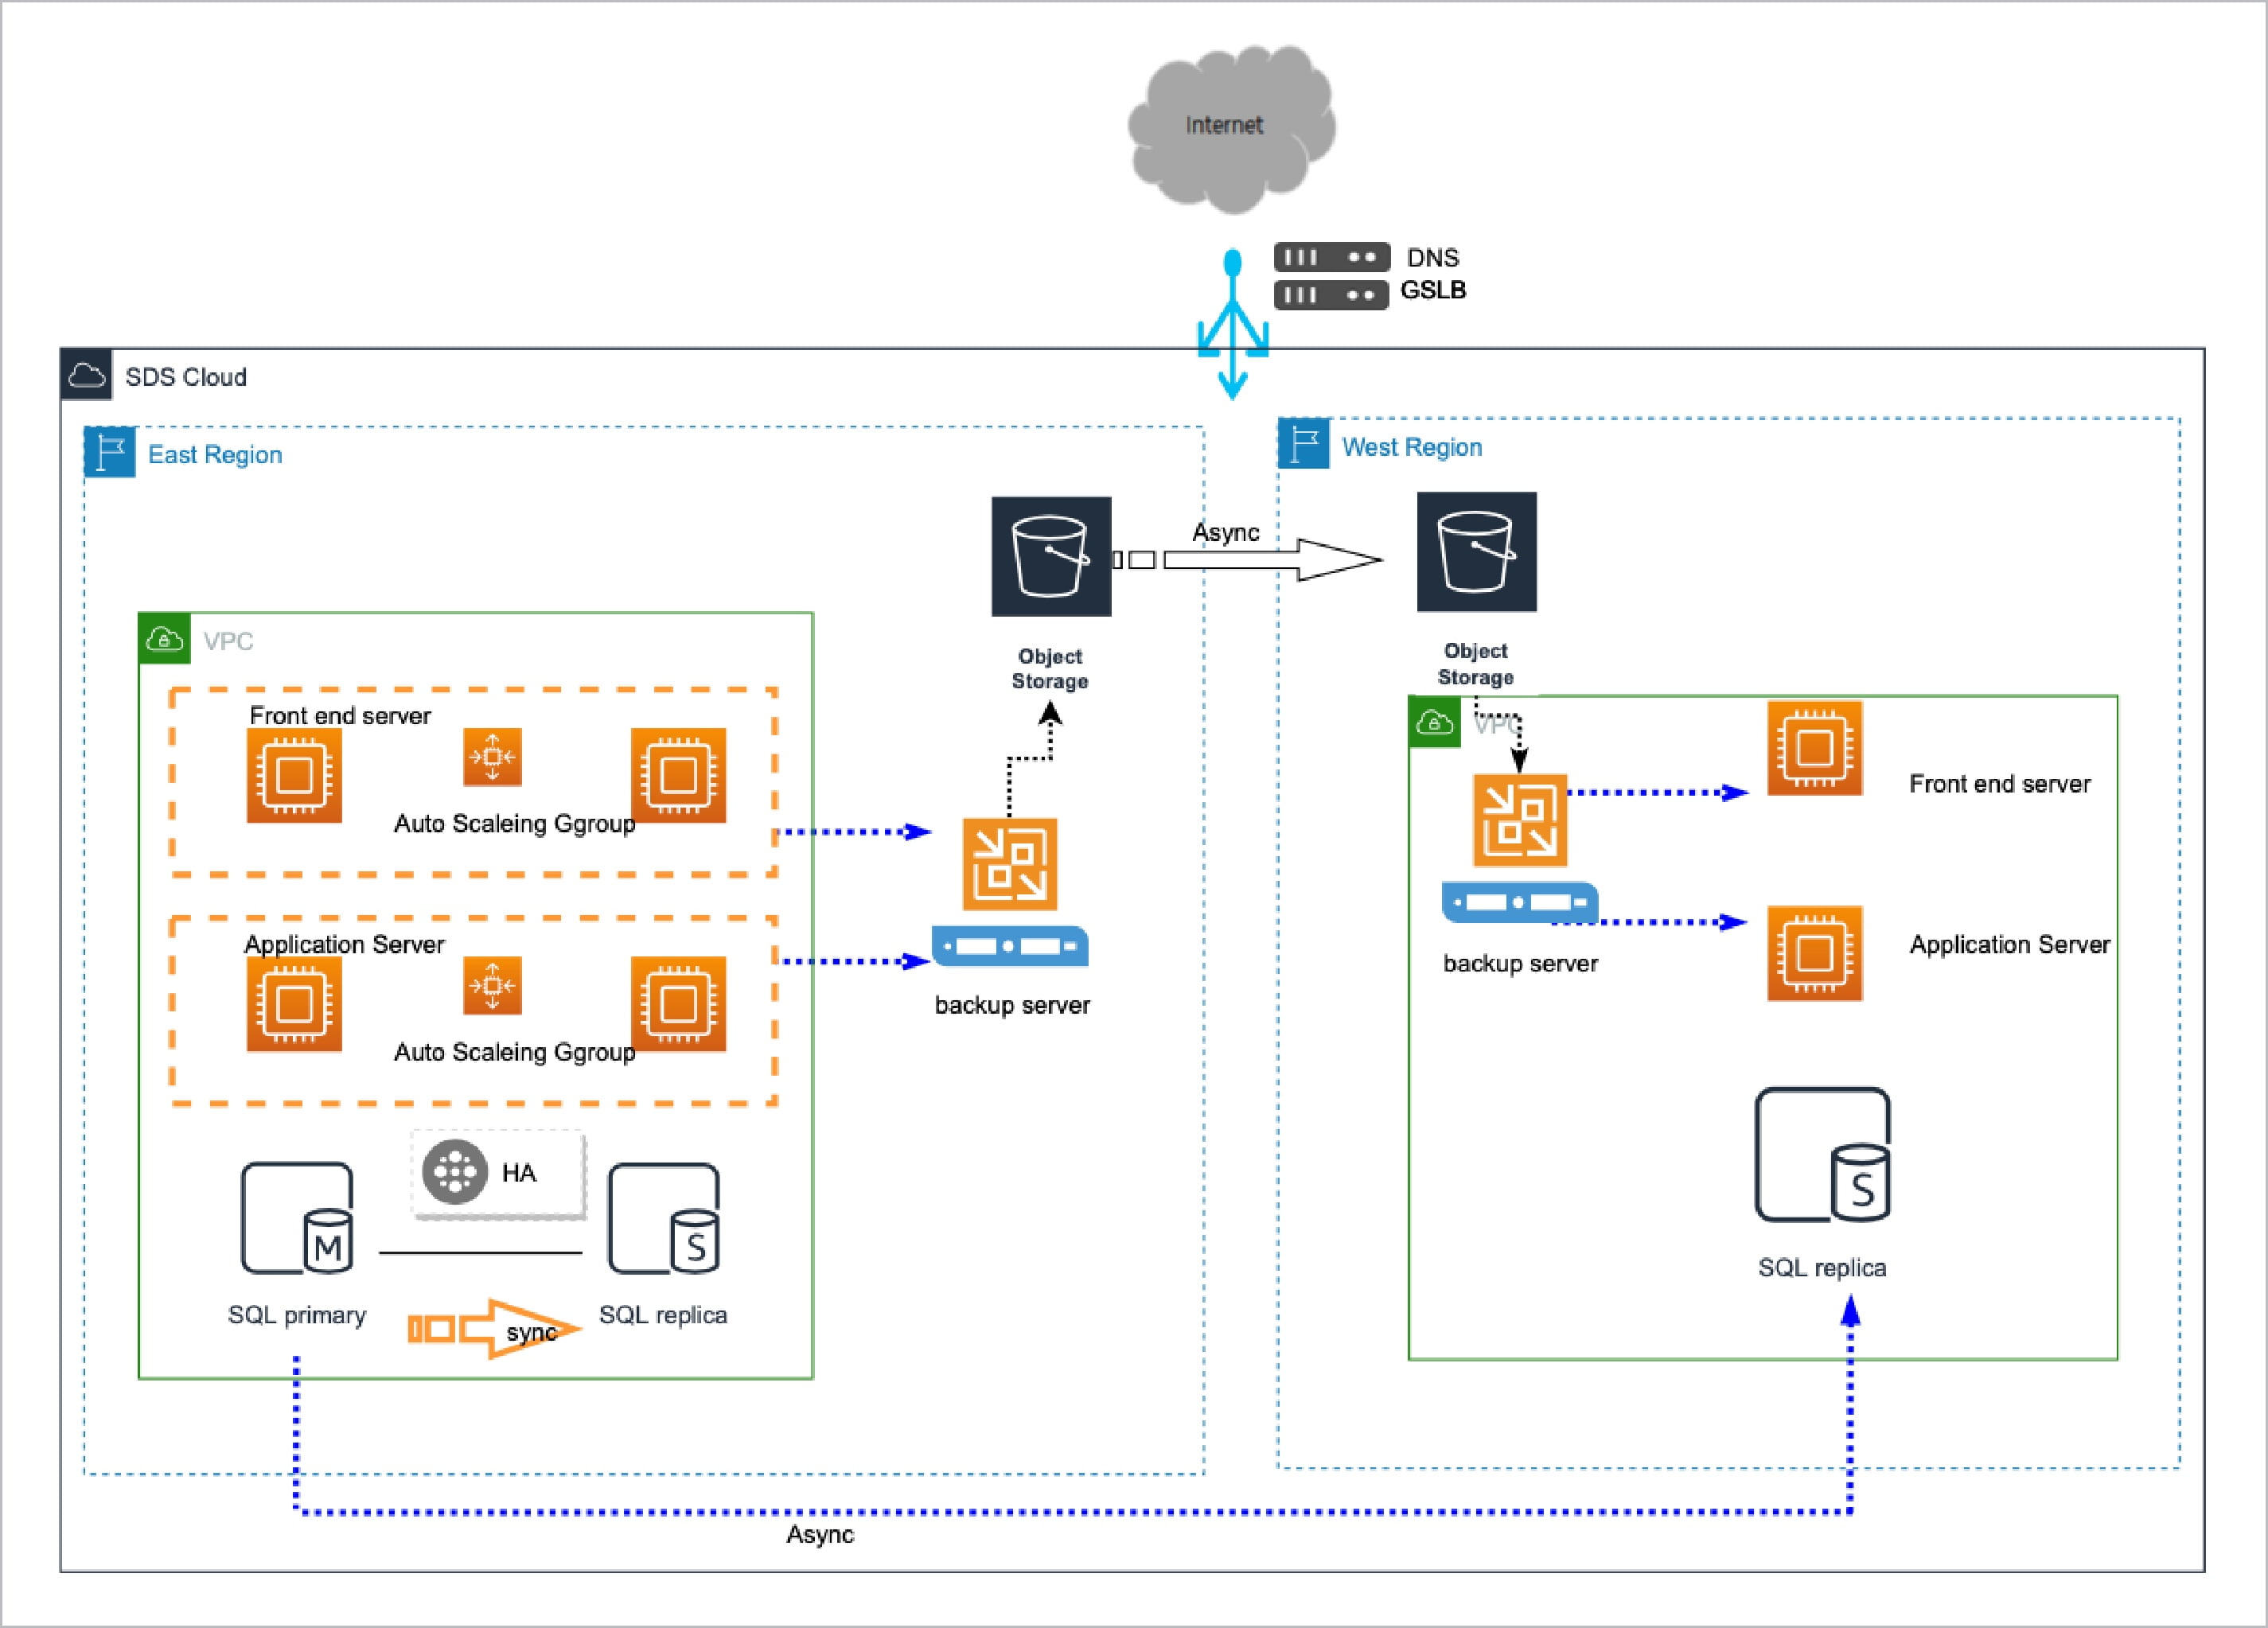 Internet
DNS
GSLB
SDS Cloud
East Region
West Region
Async
Object
Storage
Object
Storage
VPC
VPC
Front end server
Auto Scaleing Ggroup
Front end server
Application Server
Auto Scaleing Ggroup
backup server
backup server
Application Server
HA
M
S
S
SQL primary
sync
SQL replica
SQL replica
Async